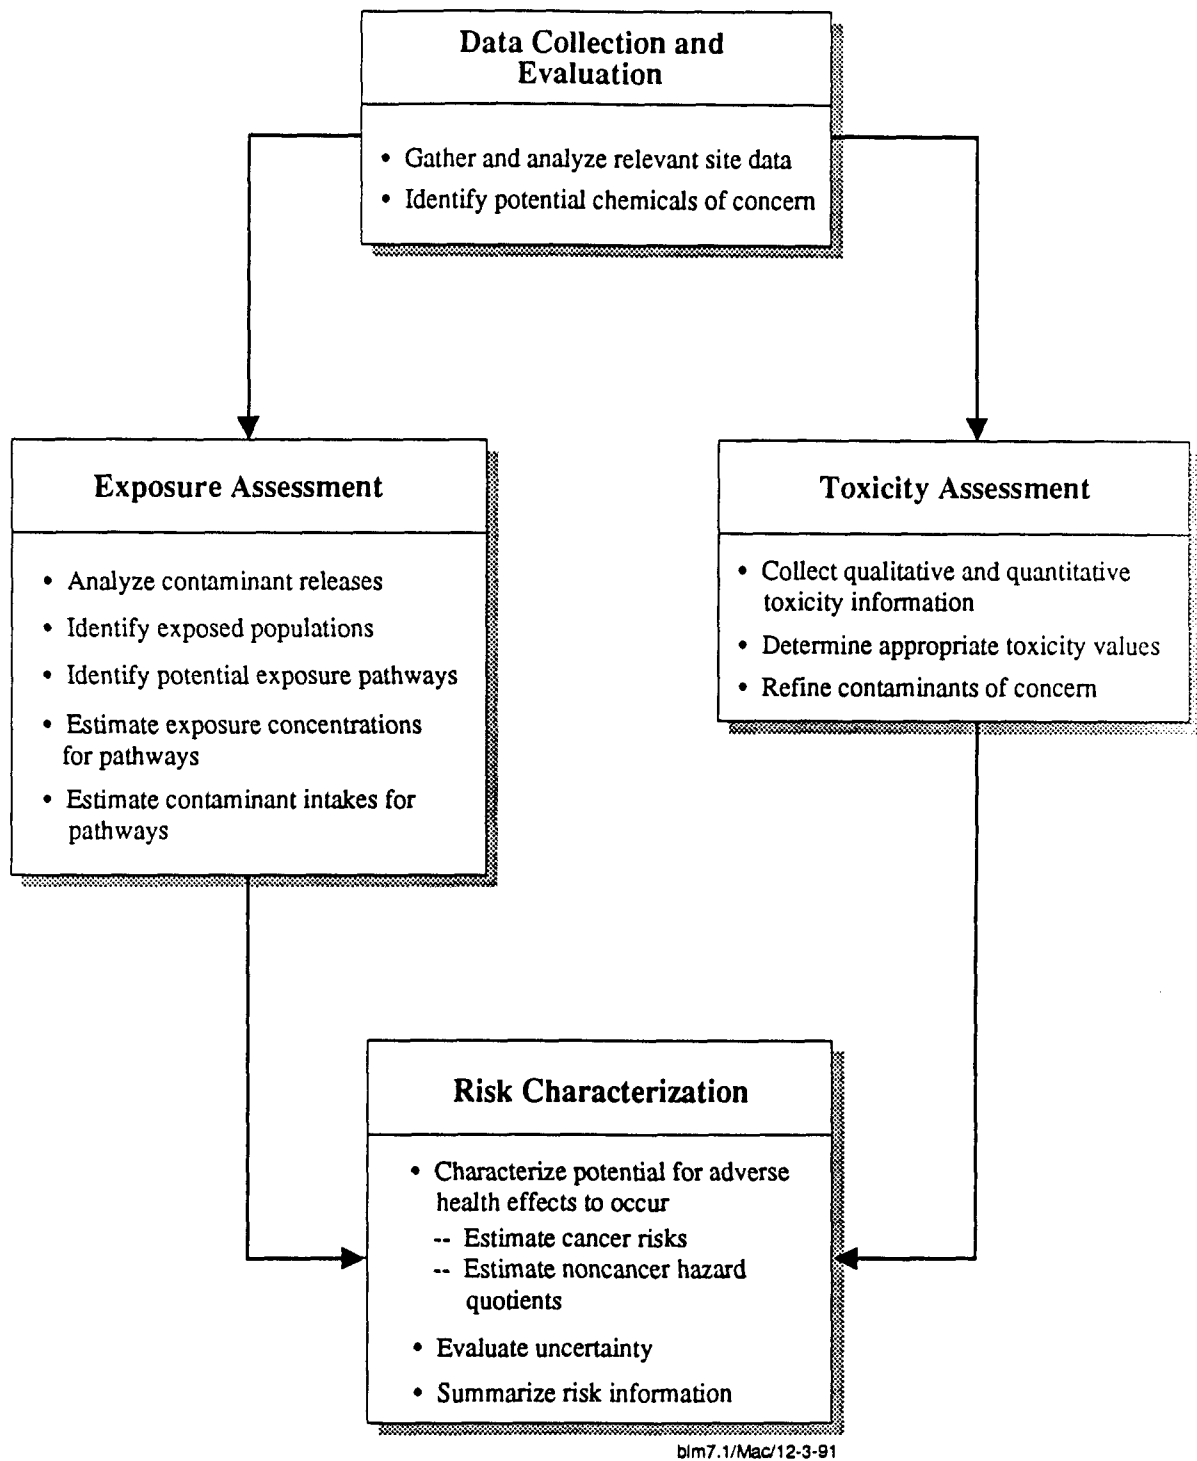 Data Collection and
Evaluation
• Gather and analyze relevant site data
• Identify potential chemicals of concern
Exposure Assessment
• Analyze contaminant releases
• Identify exposed populations
• Identify potential exposure pathways
• Estimate exposure concentrations
for pathways
• Estimate contaminant intakes for
pathways
Toxicity Assessment
• Collect qualitative and quantitative
toxicity information
• Determine appropriate toxicity values
• Refine contaminants of concern
Risk Characterization
• Characterize potential for adverse
health effects to occur
-- Estimate cancer risks
-- Estimate noncancer hazard
quotients
• Evaluate uncertainty
• Summarize risk information
blm7.1/Mac/12-3-91